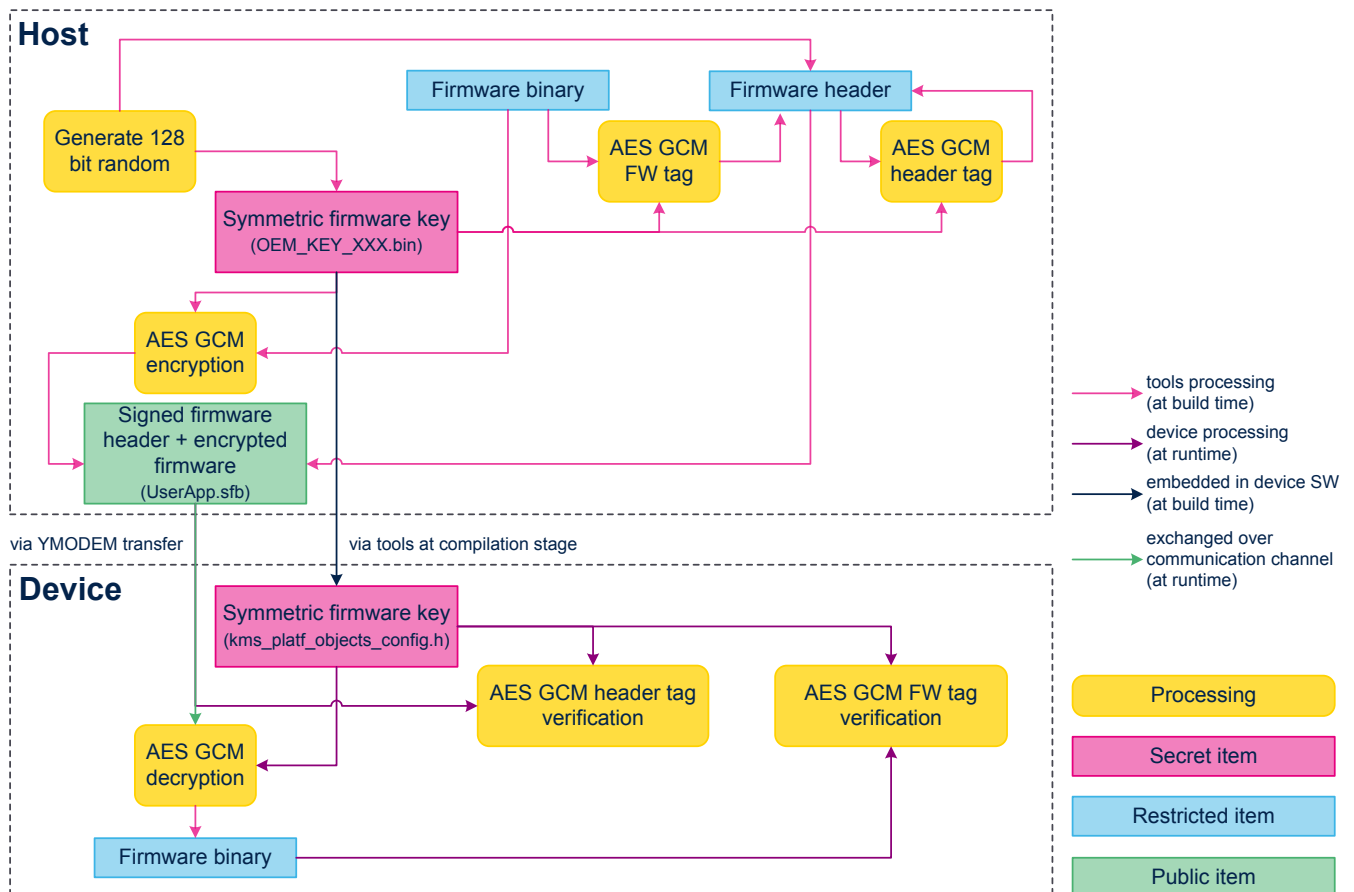 Host
Firmware binary
Firmware header
Generate 128
bit random
AES GCM
FW tag
AES GCM
header tag
Symmetric firmware key
(OEM_KEY_XXX.bin)
AES GCM
encryption
Signed firmware
header + encrypted
firmware
(UserApp.sfb)
tools processing
(at build time)
device processing
(at runtime)
embedded in device SW
(at build time)
exchanged over
communication channel
(at runtime)
via YMODEM transfer
via tools at compilation stage
Device
Symmetric firmware key
(kms_platf_objects_config.h)
AES GCM header tag
verification
AES GCM FW tag
verification
AES GCM
decryption
Firmware binary
Processing
Secret item
Restricted item
Public item